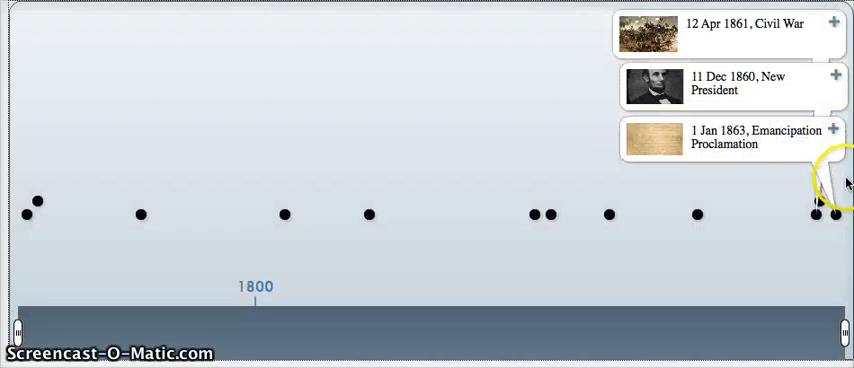 12 Apr 1861, Civil War
11 Dec 1860, New
President
1 Jan 1863, Emancipation
Proclamation
1800
Screencast-O-Matic.com